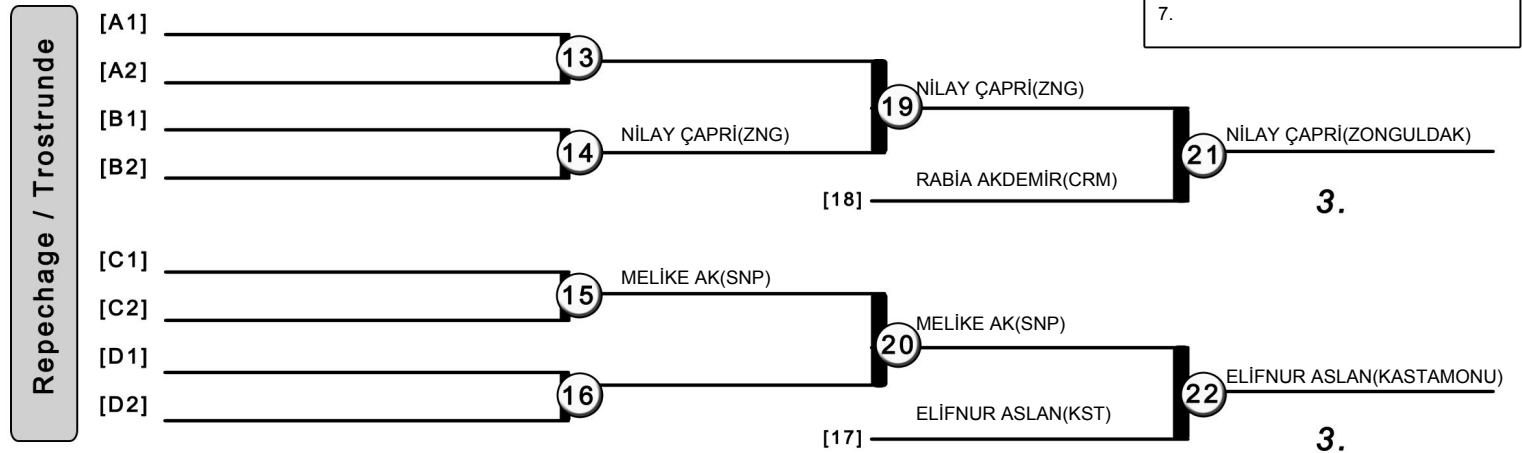 Repechage / Trostrunde
7.
[A1]
[A2]
13
[B1]
[B2]
14
NİLAY ÇAPRİ(ZNG)
19
NİLAY ÇAPRİ(ZNG)
[18]
RABİA AKDEMİR(CRM)
21
NİLAY ÇAPRİ(ZONGULDAK)
3.
[C1]
[C2]
15
MELİKE AK(SNP)
[D1]
[D2]
16
20
MELİKE AK(SNP)
[17]
ELİFNUR ASLAN(KST)
22
ELİFNUR ASLAN(KASTAMONU)
3.